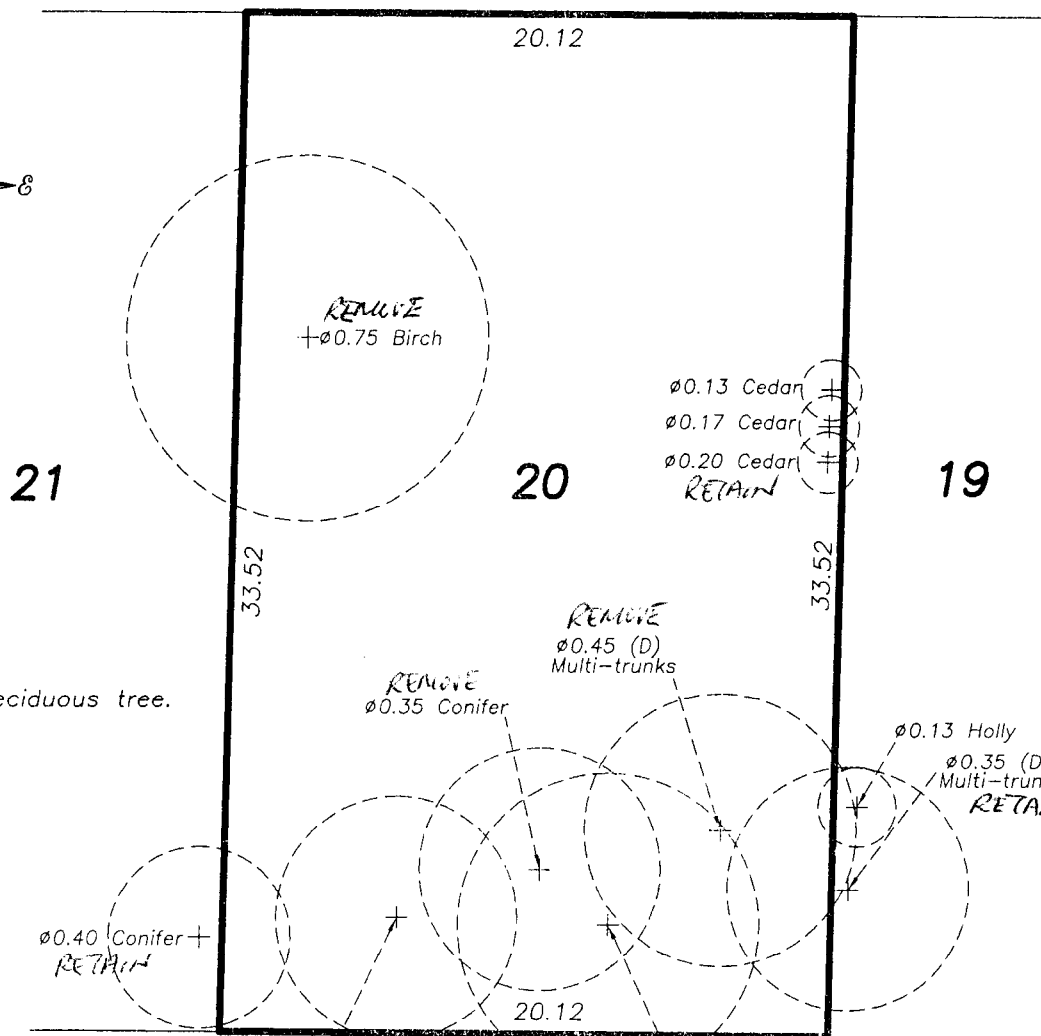 20.12
REMOVE
ø0.75 Birch
ø0.13 Cedar
ø0.17 Cedar
ø0.20 Cedar
RETAIN
21
20
19
33.52
33.52
REMOVE
ø0.45 (D)
Multi-trunks
REMOVE
ø0.35 Conifer
eciduous tree.
ø0.13 Holly
ø0.35 (D
Multi-trun
RETA
ø0.40 Conifer
RETAIN
20.12